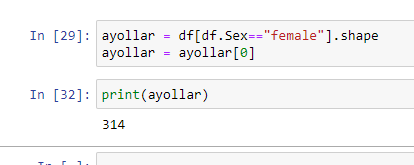 In [29]: ayollar = df[df.Sex=="female"].shape
ayollar = ayollar[0]
In [32]: print(ayollar)
314